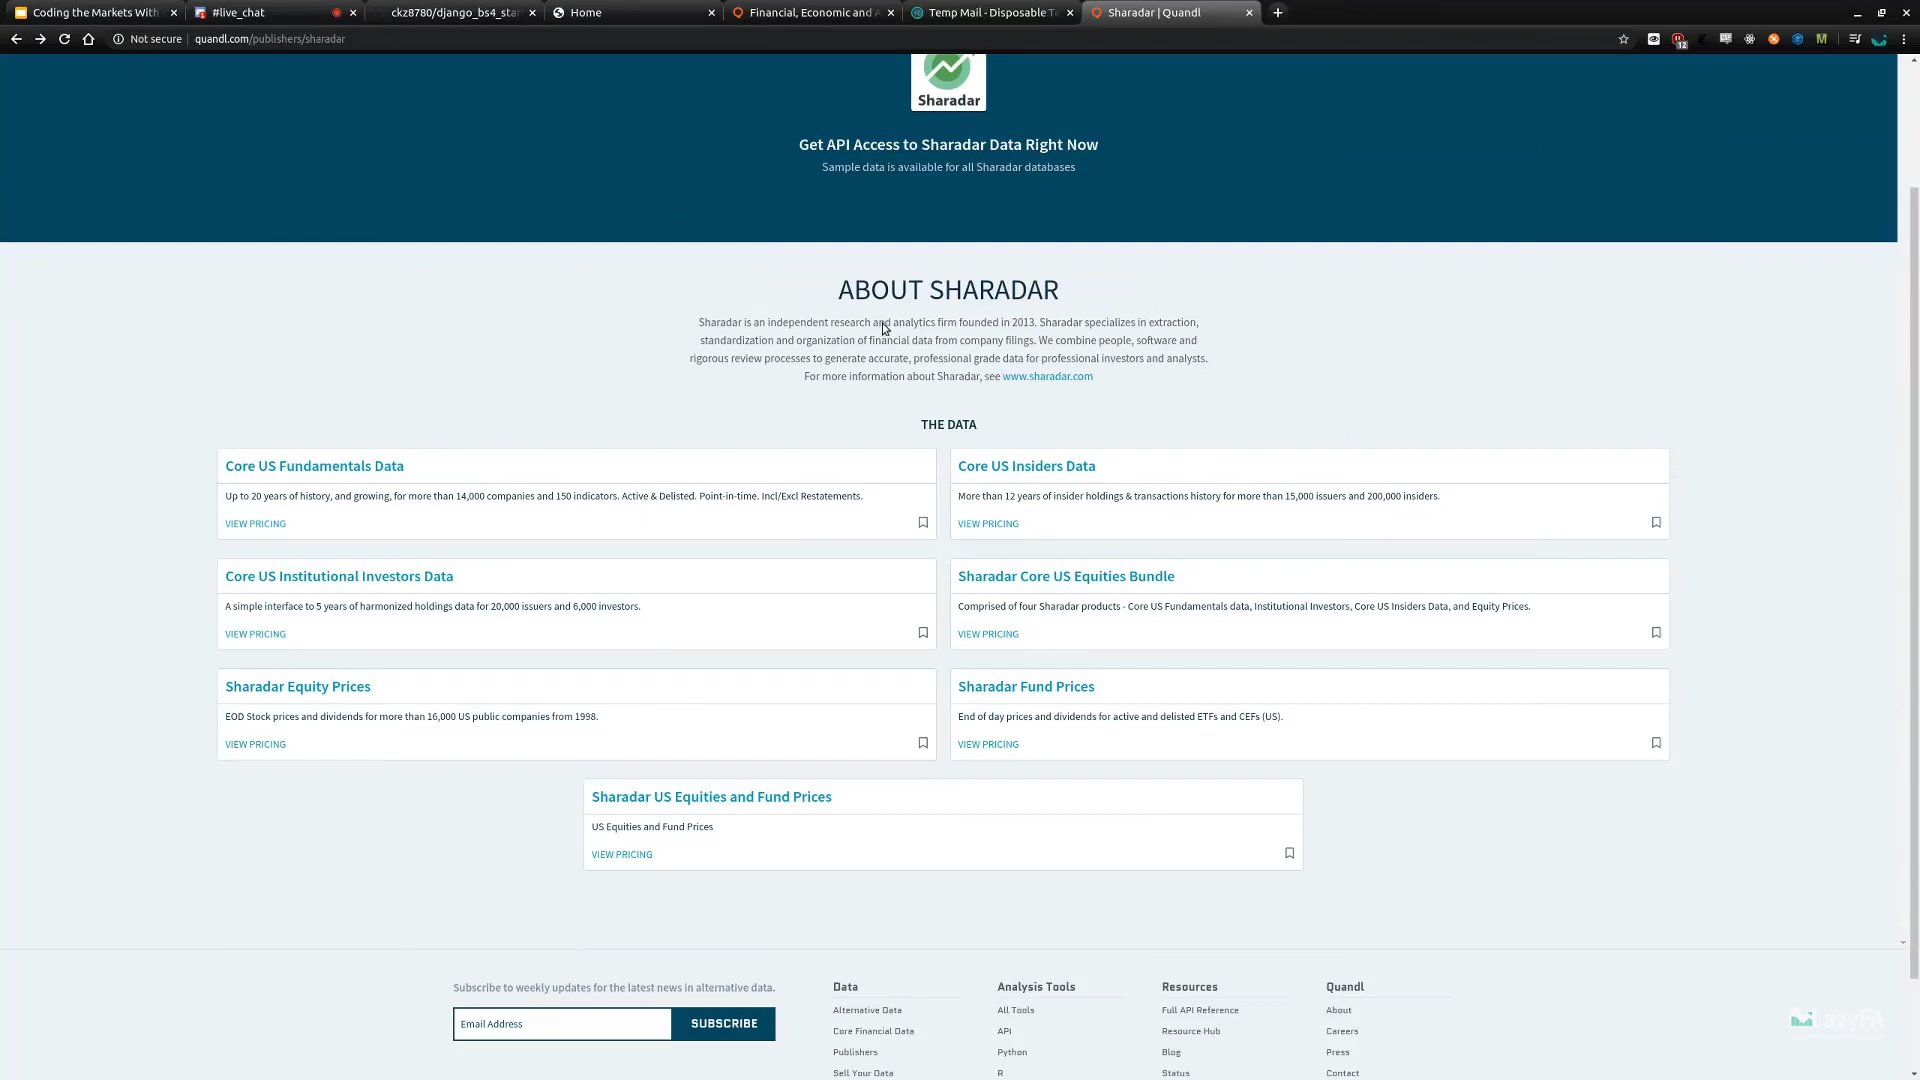 Coding the Markets With
#live_chat
ckz8780/django_bs4_sta
Home
Financial, Economic and A
Temp Mail - Disposable Te
Sharadar | Quandl
Not secure
quandl.com/publishers/sharadar
12
Sharadar
Get API Access to Sharadar Data Right Now
Sample data is available for all Sharadar databases
ABOUT SHARADAR
Sharadar is an independent research and analytics firm founded in 2013. Sharadar specializes in extraction,
standardization and organization of financial data from company filings. We combine people, software and
rigorous review processes to generate accurate, professional grade data for professional investors and analysts.
For more information about Sharadar, see www.sharadar.com
THE DATA
Core US Fundamentals Data
Up to 20 years of history, and growing, for more than 14,000 companies and 150 indicators. Active & Delisted. Point-in-time. Incl/Excl Restatements.
VIEW PRICING
Core US Insiders Data
More than 12 years of insider holdings & transactions history for more than 15,000 issuers and 200,000 insiders.
VIEW PRICING
Core US Institutional Investors Data
A simple interface to 5 years of harmonized holdings data for 20,000 issuers and 6,000 investors.
VIEW PRICING
Sharadar Core US Equities Bundle
Comprised of four Sharadar products - Core US Fundamentals data, Institutional Investors, Core US Insiders Data, and Equity Prices.
VIEW PRICING
Sharadar Equity Prices
EOD Stock prices and dividends for more than 16,000 US public companies from 1998.
VIEW PRICING
Sharadar Fund Prices
End of day prices and dividends for active and delisted ETFs and CEFs (US).
VIEW PRICING
Sharadar US Equities and Fund Prices
US Equities and Fund Prices
VIEW PRICING
Subscribe to weekly updates for the latest news in alternative data.
Email Address
SUBSCRIBE
Data
Alternative Data
Core Financial Data
Publishers
Sell Your Data
Analysis Tools
All Tools
API
Python
R
Resources
Full API Reference
Resource Hub
Blog
Status
Quandl
About
Careers
Press
Contact
LazyFA